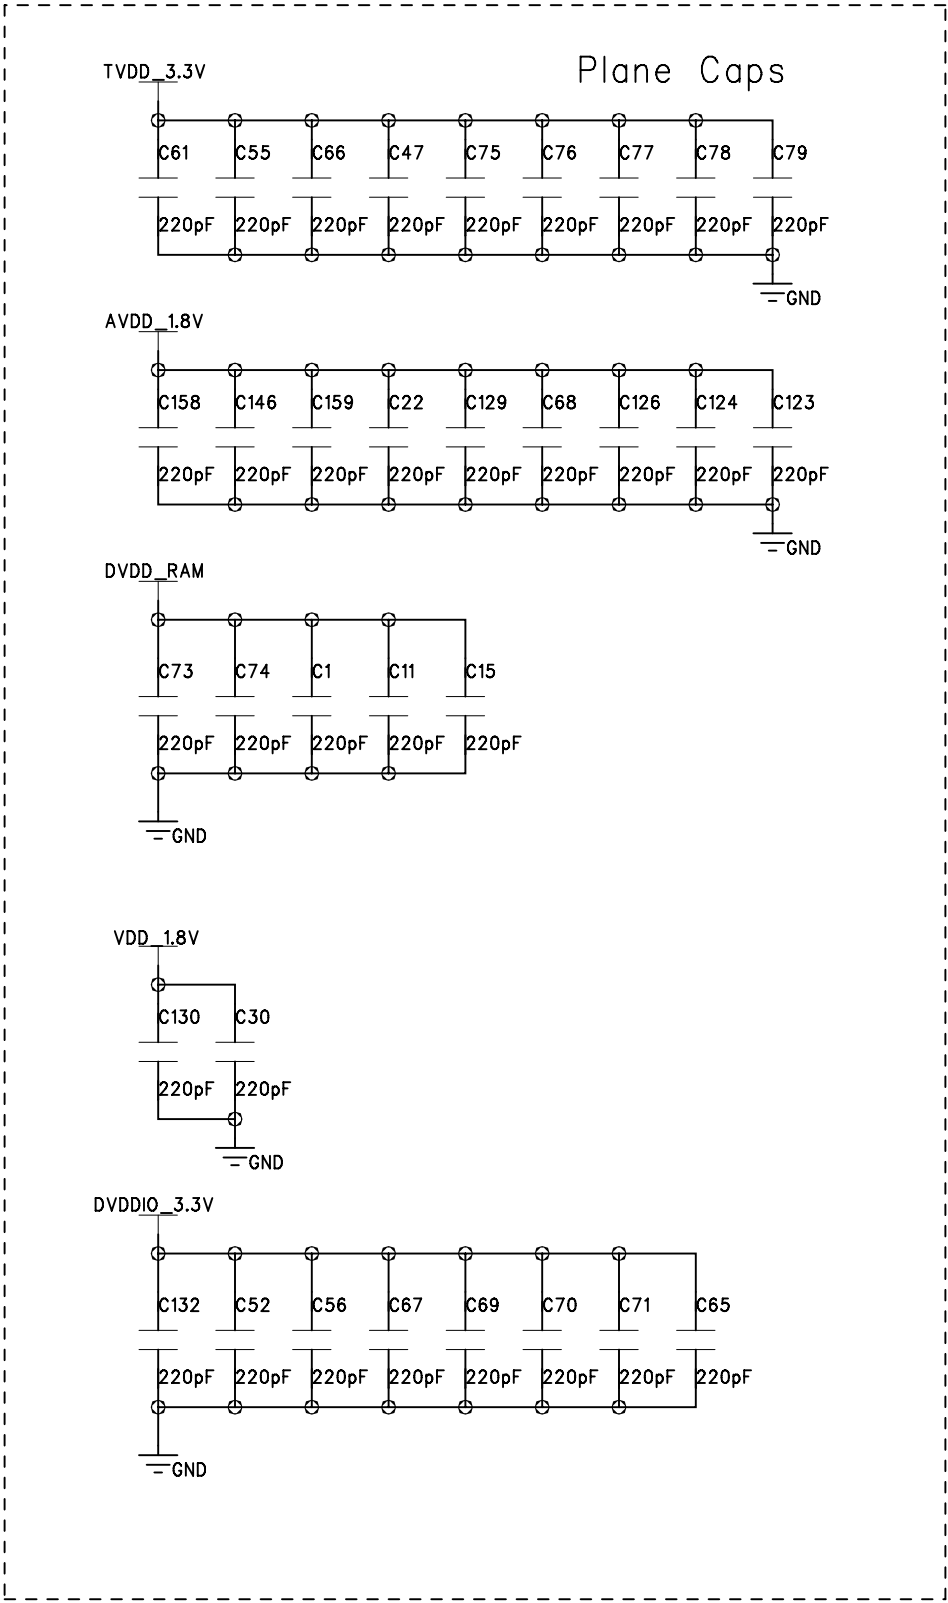 Plane Caps
TVDD_3.3V
C61 C55 C66 C47 C75 C76 C77 C78 C79
220pF 220pF 220pF 220pF 220pF 220pF 220pF 220pF 220pF
GND
AVDD_1.8V
C158 C146 C159 C22 C129 C68 C126 C124 C123
220pF 220pF 220pF 220pF 220pF 220pF 220pF 220pF 220pF
GND
DVDD_RAM
C73 C74 C1 C11 C15
220pF 220pF 220pF 220pF 220pF
GND
VDD_1.8V
C130 C30
220pF 220pF
GND
DVDDIO_3.3V
C132 C52 C56 C67 C69 C70 C71 C65
220pF 220pF 220pF 220pF 220pF 220pF 220pF 220pF
GND